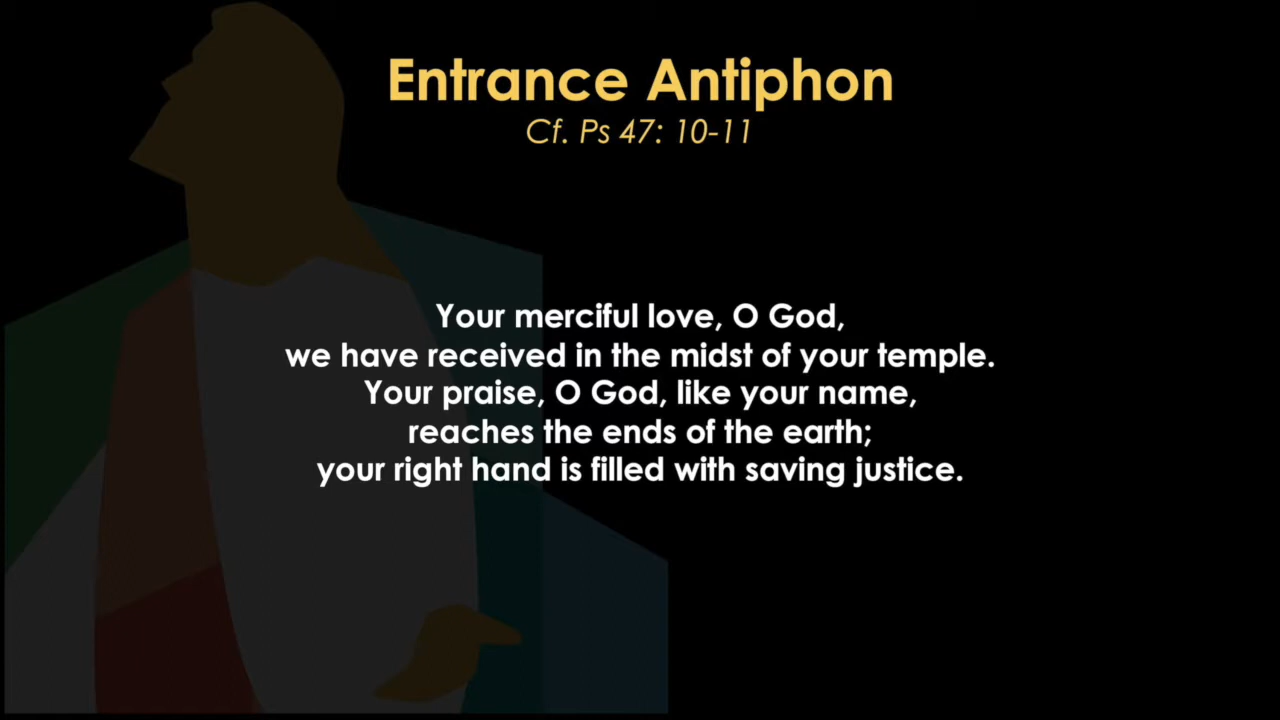 Entrance Antiphon
Cf. Ps 47: 10-11
Your merciful love, O God,
we have received in the midst of your temple.
Your praise, O God, like your name,
reaches the ends of the earth;
your right hand is filled with saving justice.